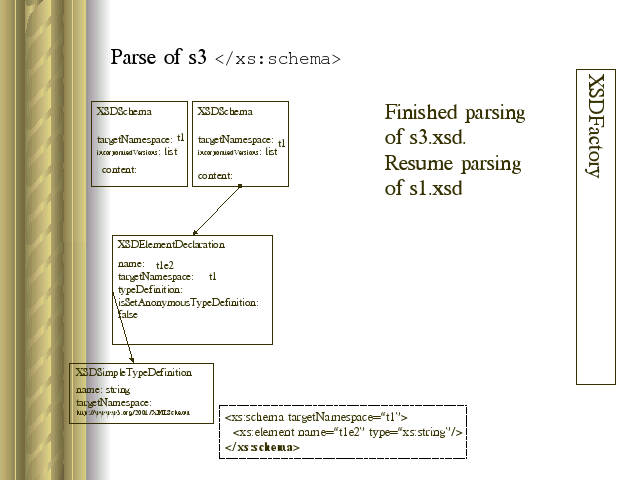 Parse of s3 </xs:schema>
XSDSchema
targetNamespace: t1
incorporatedVersions: list
content:
XSDSchema
targetNamespace: t1
incorporatedVersions: list
content:
Finished parsing
of s3.xsd.
Resume parsing
of s1.xsd
XSDFactory
XSDElementDeclaration
name: t1e2
targetNamespace: t1
typeDefinition:
isSetAnonymousTypeDefinition:
false
XSDSimpleTypeDefinition
name: string
targetNamespace:
http://www.w3.org/2001/XMLSchema
<xs:schema targetNamespace=“t1”>
<xs:element name=“t1e2” type=“xs:string”/>
</xs:schema>